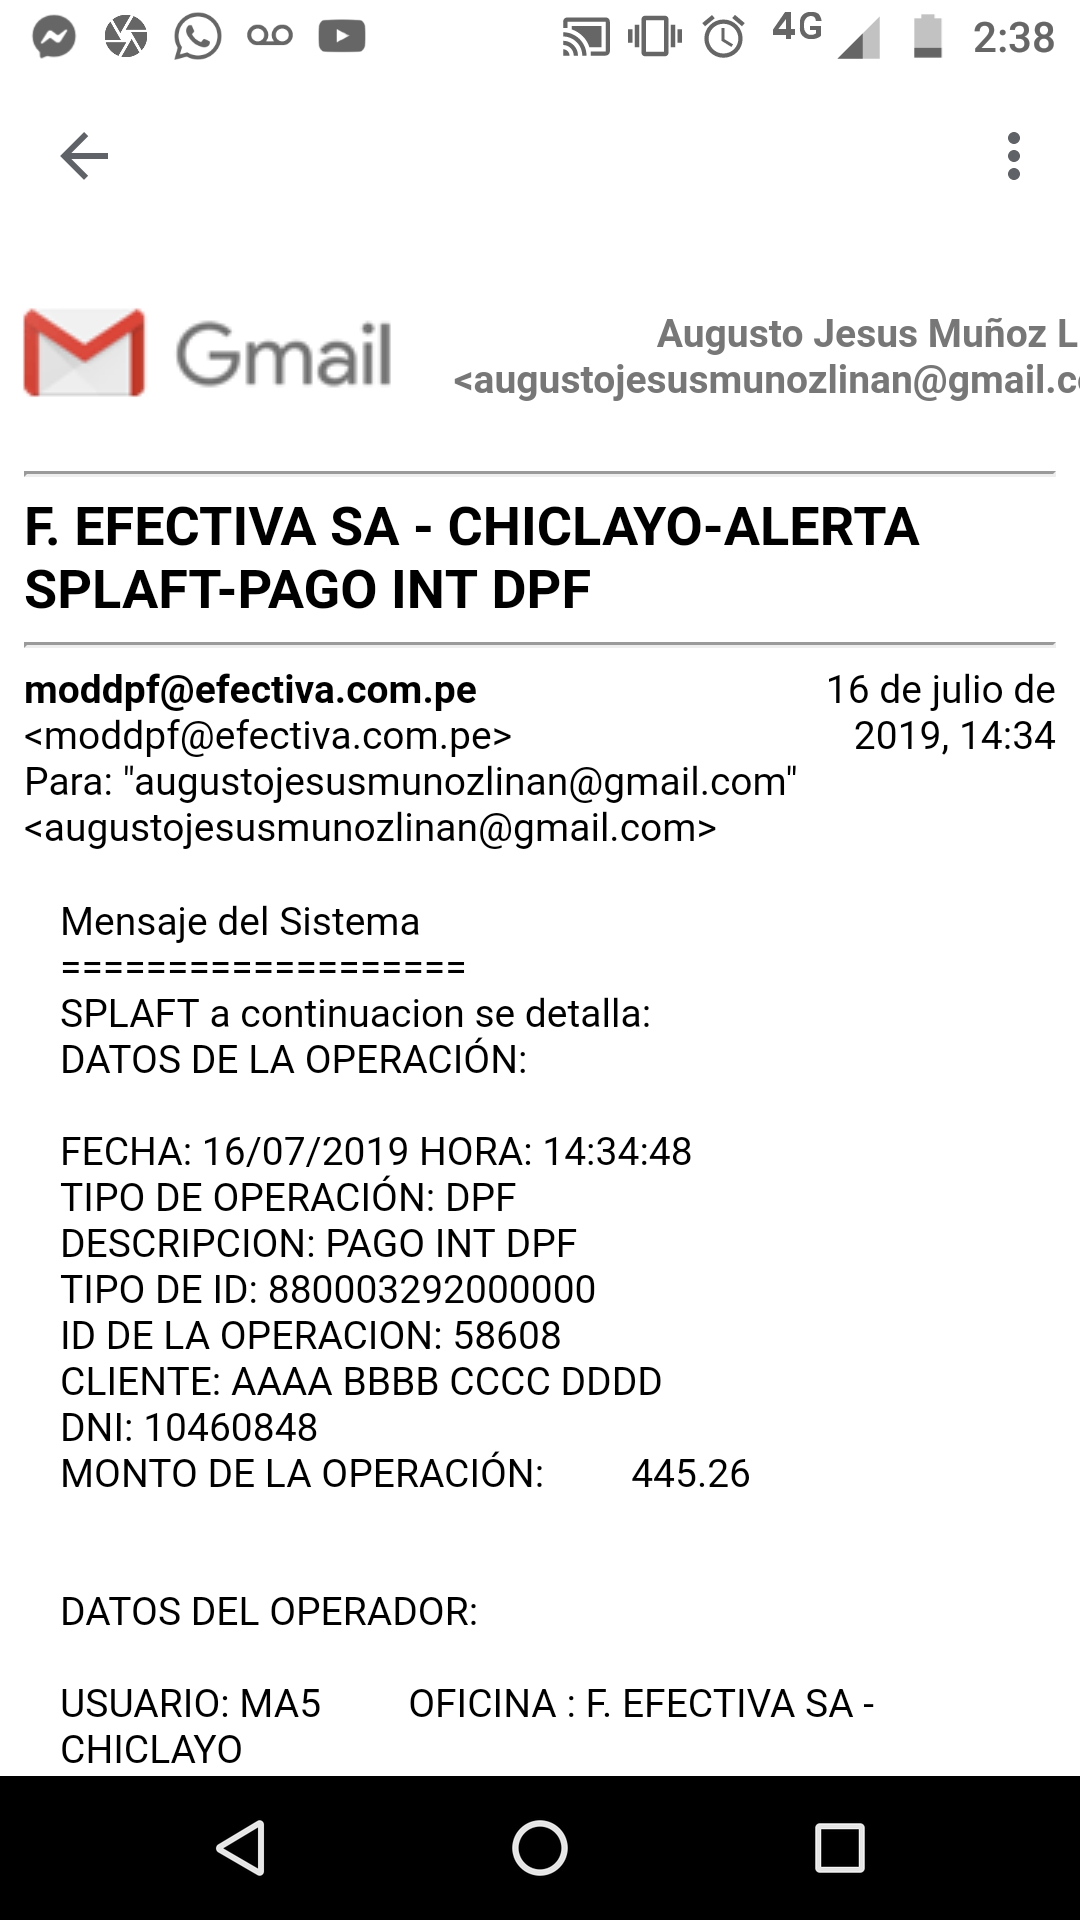 4G 2:38
Gmail
Augusto Jesus Muñoz L
<augustojesusmunozlinan@gmail.c
F. EFECTIVA SA - CHICLAYO-ALERTA
SPLAFT-PAGO INT DPF
moddpf@efectiva.com.pe 16 de julio de
<moddpf@efectiva.com.pe> 2019, 14:34
Para: "augustojesusmunozlinan@gmail.com"
<augustojesusmunozlinan@gmail.com>
Mensaje del Sistema
===================
SPLAFT a continuacion se detalla:
DATOS DE LA OPERACIÓN:
FECHA: 16/07/2019 HORA: 14:34:48
TIPO DE OPERACIÓN: DPF
DESCRIPCION: PAGO INT DPF
TIPO DE ID: 880003292000000
ID DE LA OPERACION: 58608
CLIENTE: AAAA BBBB CCCC DDDD
DNI: 10460848
MONTO DE LA OPERACIÓN: 445.26
DATOS DEL OPERADOR:
USUARIO: MA5 OFICINA : F. EFECTIVA SA -
CHICLAYO